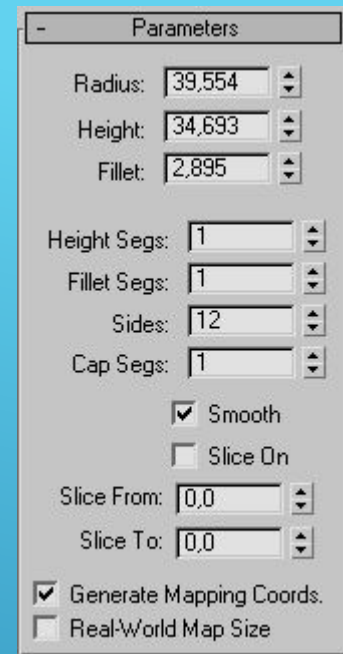 - Parameters
Radius: 39,554
Height: 34,693
Fillet: 2,895
Height Segs: 1
Fillet Segs: 1
Sides: 12
Cap Segs: 1
Smooth
Slice On
Slice From: 0,0
Slice To: 0,0
Generate Mapping Coords.
Real-World Map Size